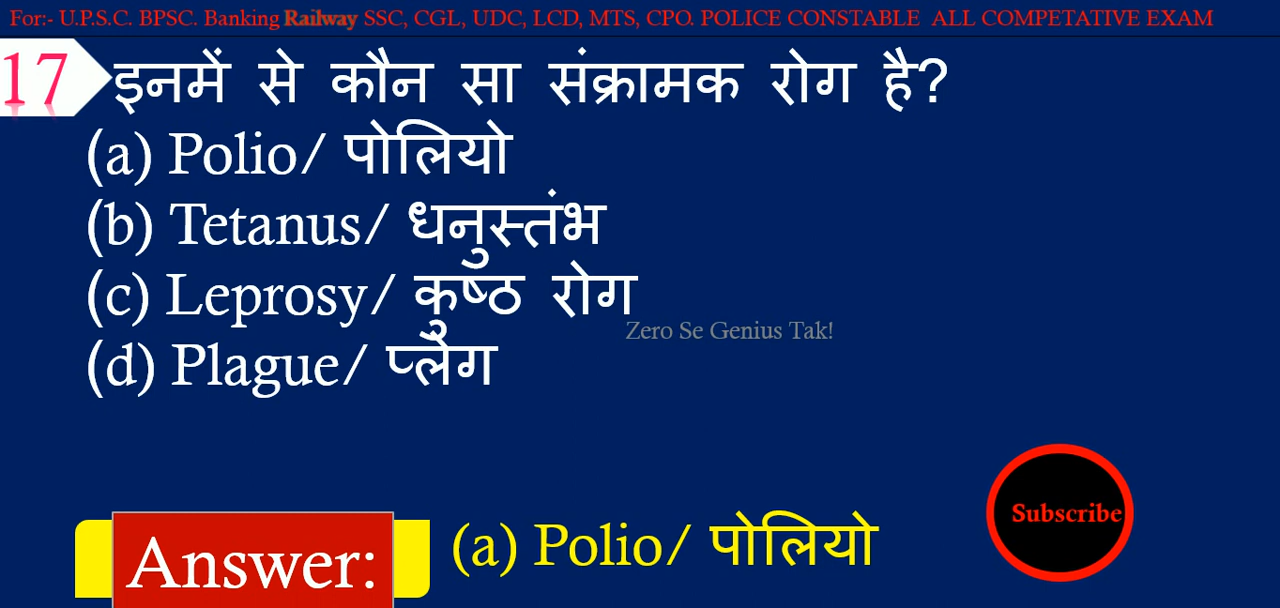 For:- U.P.S.C. BPSC. Banking Railway SSC, CGL, UDC, LCD, MTS, CPO. POLICE CONSTABLE ALL COMPETATIVE EXAM
17 इनमें से कौन सा संक्रामक रोग है?
(a) Polio/ पोलियो
(b) Tetanus/ धनुस्तंभ
(c) Leprosy/ कुष्ठ रोग
Zero Se Genius Tak!
(d) Plague/ प्लेग
Subscribe
Answer: (a) Polio/ पोलियो